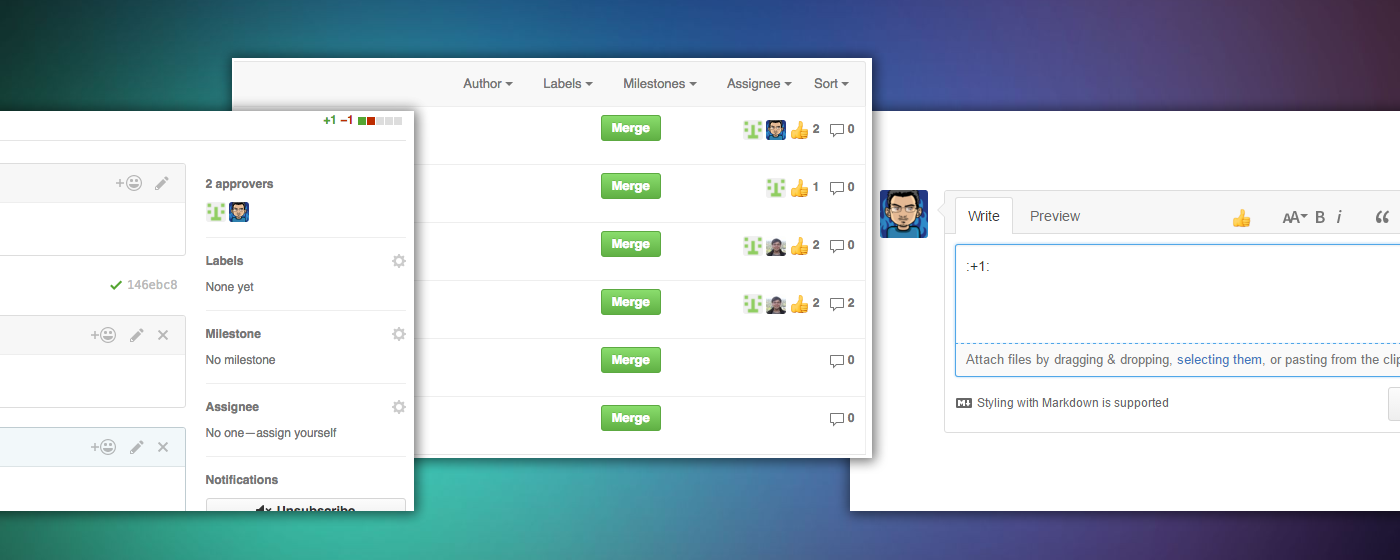 Author Labels Milestones Assignee Sort
Merge 2 0
Merge 1 0
Merge 2 0
Merge 2 2
Merge 0
Merge 0
+1 −1
2 approvers
Labels
None yet
146ebc8
Milestone
No milestone
Assignee
No one—assign yourself
Notifications
Unsubscribe
Write Preview AA B i “
:+1:
Attach files by dragging & dropping, selecting them, or pasting from the clip
Styling with Markdown is supported